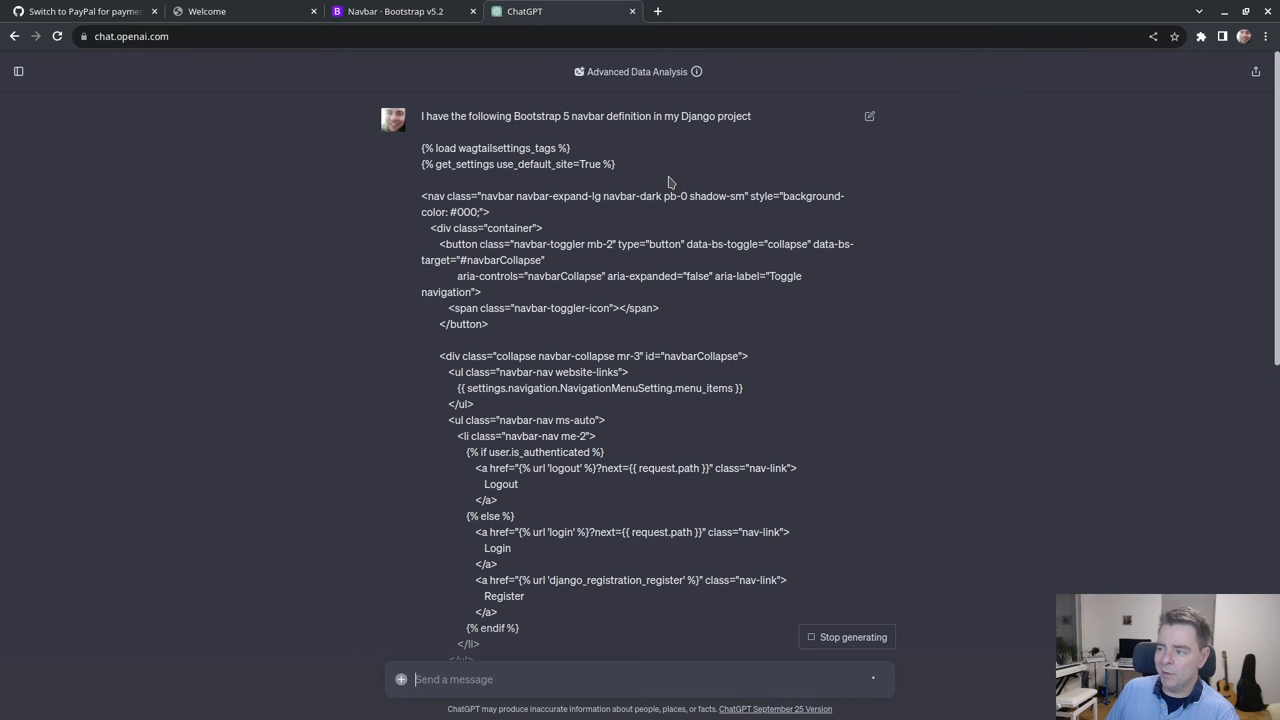 Switch to PayPal for paymen
Welcome
Navbar · Bootstrap v5.2
ChatGPT
chat.openai.com
Advanced Data Analysis
I have the following Bootstrap 5 navbar definition in my Django project
{% load wagtailsettings_tags %}
{% get_settings use_default_site=True %}
<nav class="navbar navbar-expand-lg navbar-dark pb-0 shadow-sm" style="background-
color: #000;">
<div class="container">
<button class="navbar-toggler mb-2" type="button" data-bs-toggle="collapse" data-bs-
target="#navbarCollapse"
aria-controls="navbarCollapse" aria-expanded="false" aria-label="Toggle
navigation">
<span class="navbar-toggler-icon"></span>
</button>
<div class="collapse navbar-collapse mr-3" id="navbarCollapse">
<ul class="navbar-nav website-links">
{{ settings.navigation.NavigationMenuSetting.menu_items }}
</ul>
<ul class="navbar-nav ms-auto">
<li class="navbar-nav me-2">
{% if user.is_authenticated %}
<a href="{% url 'logout' %}?next={{ request.path }}" class="nav-link">
Logout
</a>
{% else %}
<a href="{% url 'login' %}?next={{ request.path }}" class="nav-link">
Login
</a>
<a href="{% url 'django_registration_register' %}" class="nav-link">
Register
</a>
{% endif %}
</li>
Stop generating
Send a message
ChatGPT may produce inaccurate information about people, places, or facts. ChatGPT September 25 Version